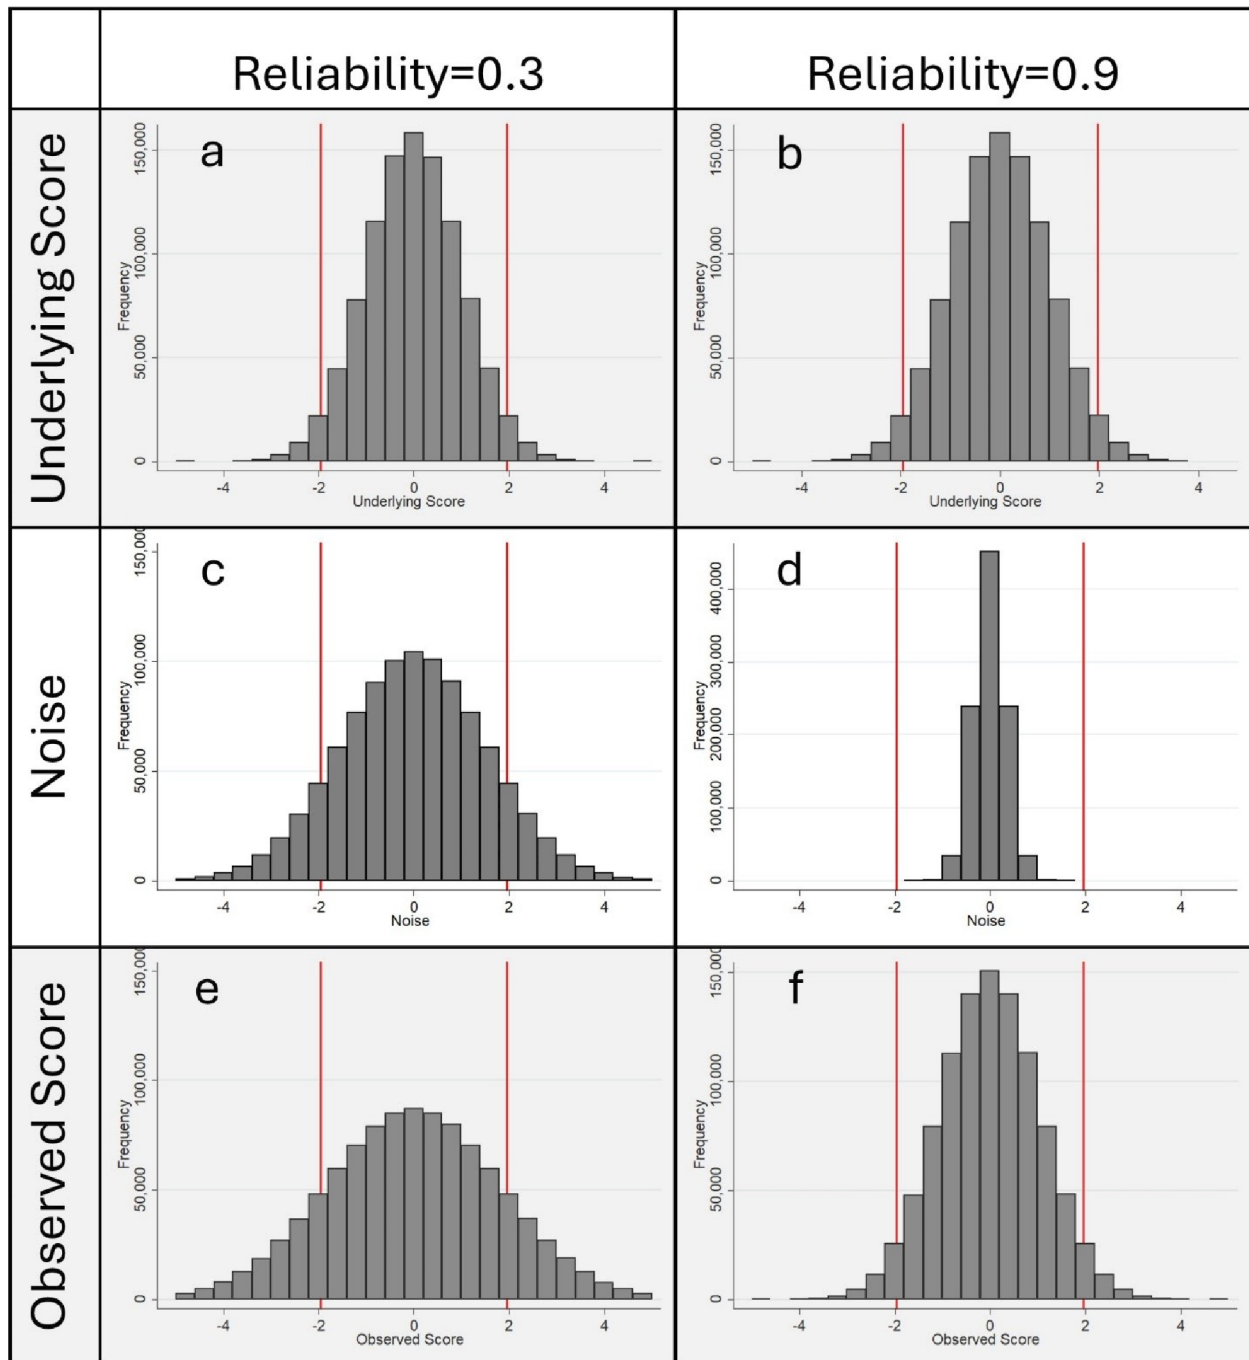 Reliability=0.3
Reliability=0.9
Underlying Score
a
Frequency
150,000
100,000
50,000
0
-4 -2 0 2 4
Underlying Score
b
Frequency
150,000
100,000
50,000
0
-4 -2 0 2 4
Underlying Score
Noise
c
Frequency
150,000
100,000
50,000
0
-4 -2 0 2 4
Noise
d
Frequency
400,000
300,000
200,000
100,000
0
-4 -2 0 2 4
Noise
Observed Score
e
Frequency
150,000
100,000
50,000
0
-4 -2 0 2 4
Observed Score
f
Frequency
150,000
100,000
50,000
0
-4 -2 0 2 4
Observed Score